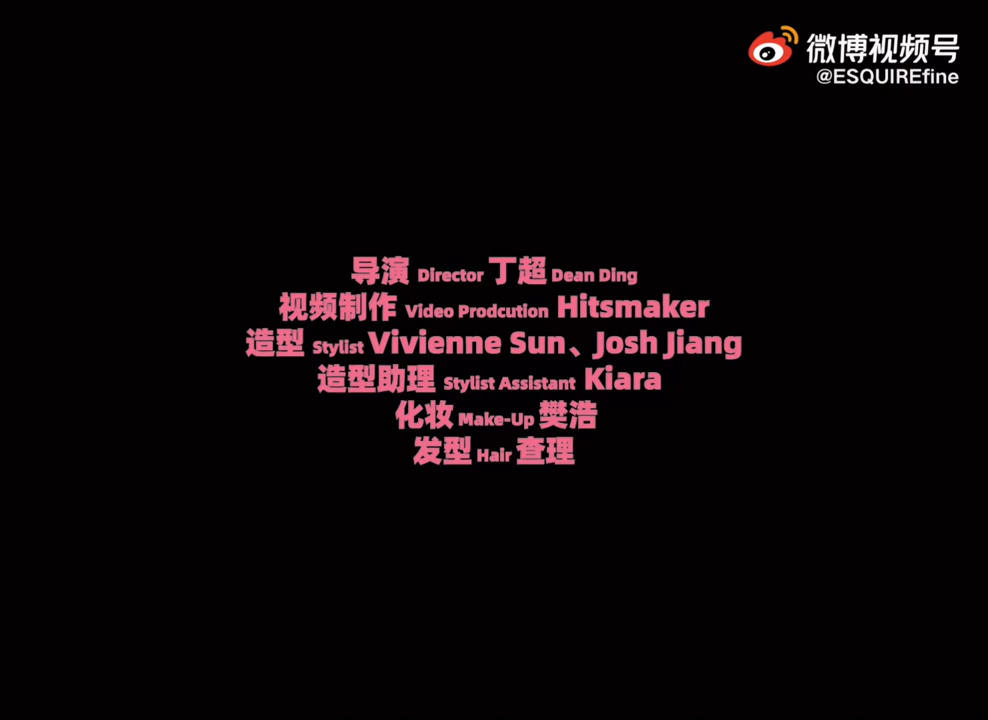 微博视频号
@ESQUIREfine
导演 Director 丁超 Dean Ding
视频制作 Video Prodcution Hitsmaker
造型 Stylist Vivienne Sun、Josh Jiang
造型助理 Stylist Assistant Kiara
化妆 Make-Up 樊浩
发型 Hair 查理